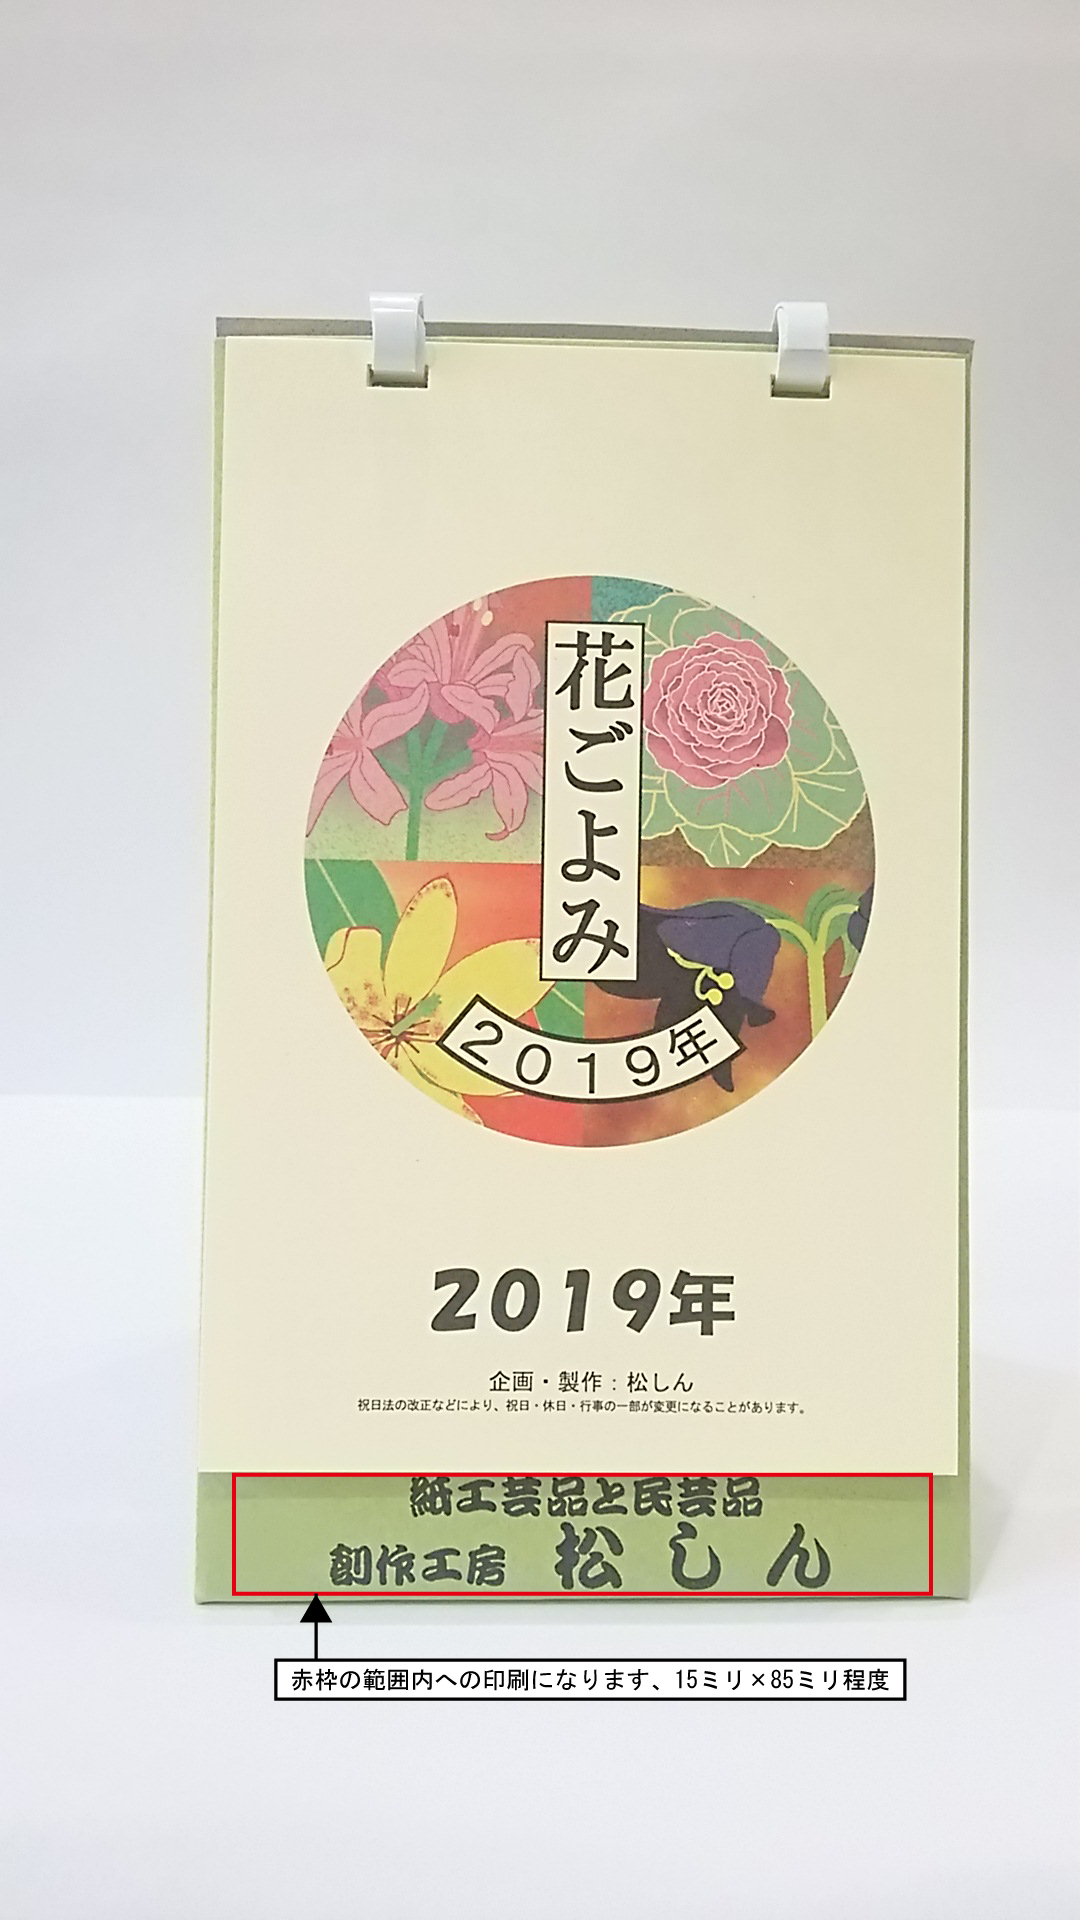 花ごよみ
2019年
2019年
企画・製作：松しん
祝日法の改正などにより、祝日・休日・行事の一部が変更になることがあります。
紙工芸品と民芸品
創作工房 松しん
赤枠の範囲内への印刷になります、15ミリ×85ミリ程度